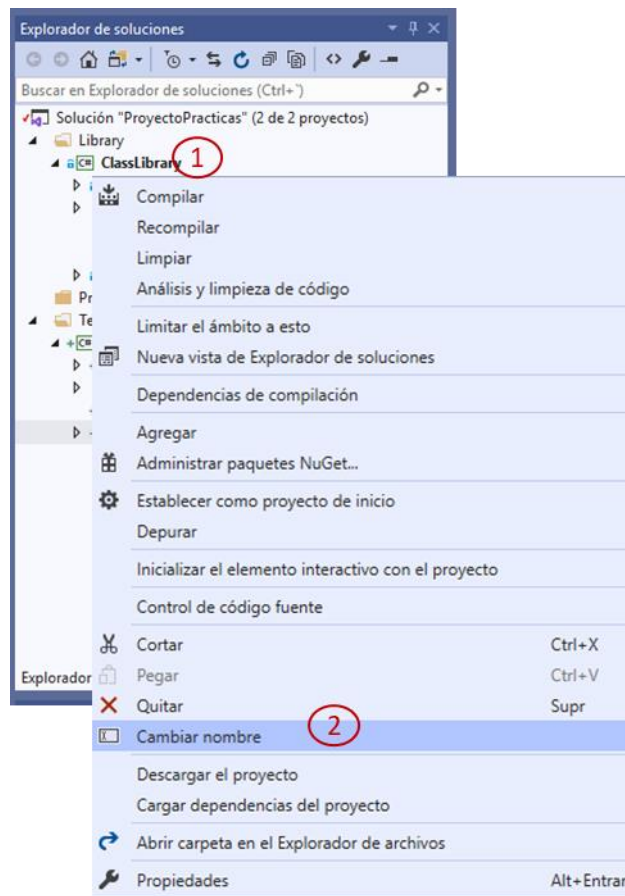 Explorador de soluciones
Buscar en Explorador de soluciones (Ctrl+`)
Solución "ProyectoPracticas" (2 de 2 proyectos)
Library
C# ClassLibrary
1
Compilar
Recompilar
Limpiar
Análisis y limpieza de código
Pr
Limitar el ámbito a esto
Te
C#
Nueva vista de Explorador de soluciones
Dependencias de compilación
Agregar
Administrar paquetes NuGet...
Establecer como proyecto de inicio
Depurar
Inicializar el elemento interactivo con el proyecto
Control de código fuente
Cortar Ctrl+X
Explorador
Pegar Ctrl+V
Quitar Supr
Cambiar nombre
2
Descargar el proyecto
Cargar dependencias del proyecto
Abrir carpeta en el Explorador de archivos
Propiedades Alt+Entrar